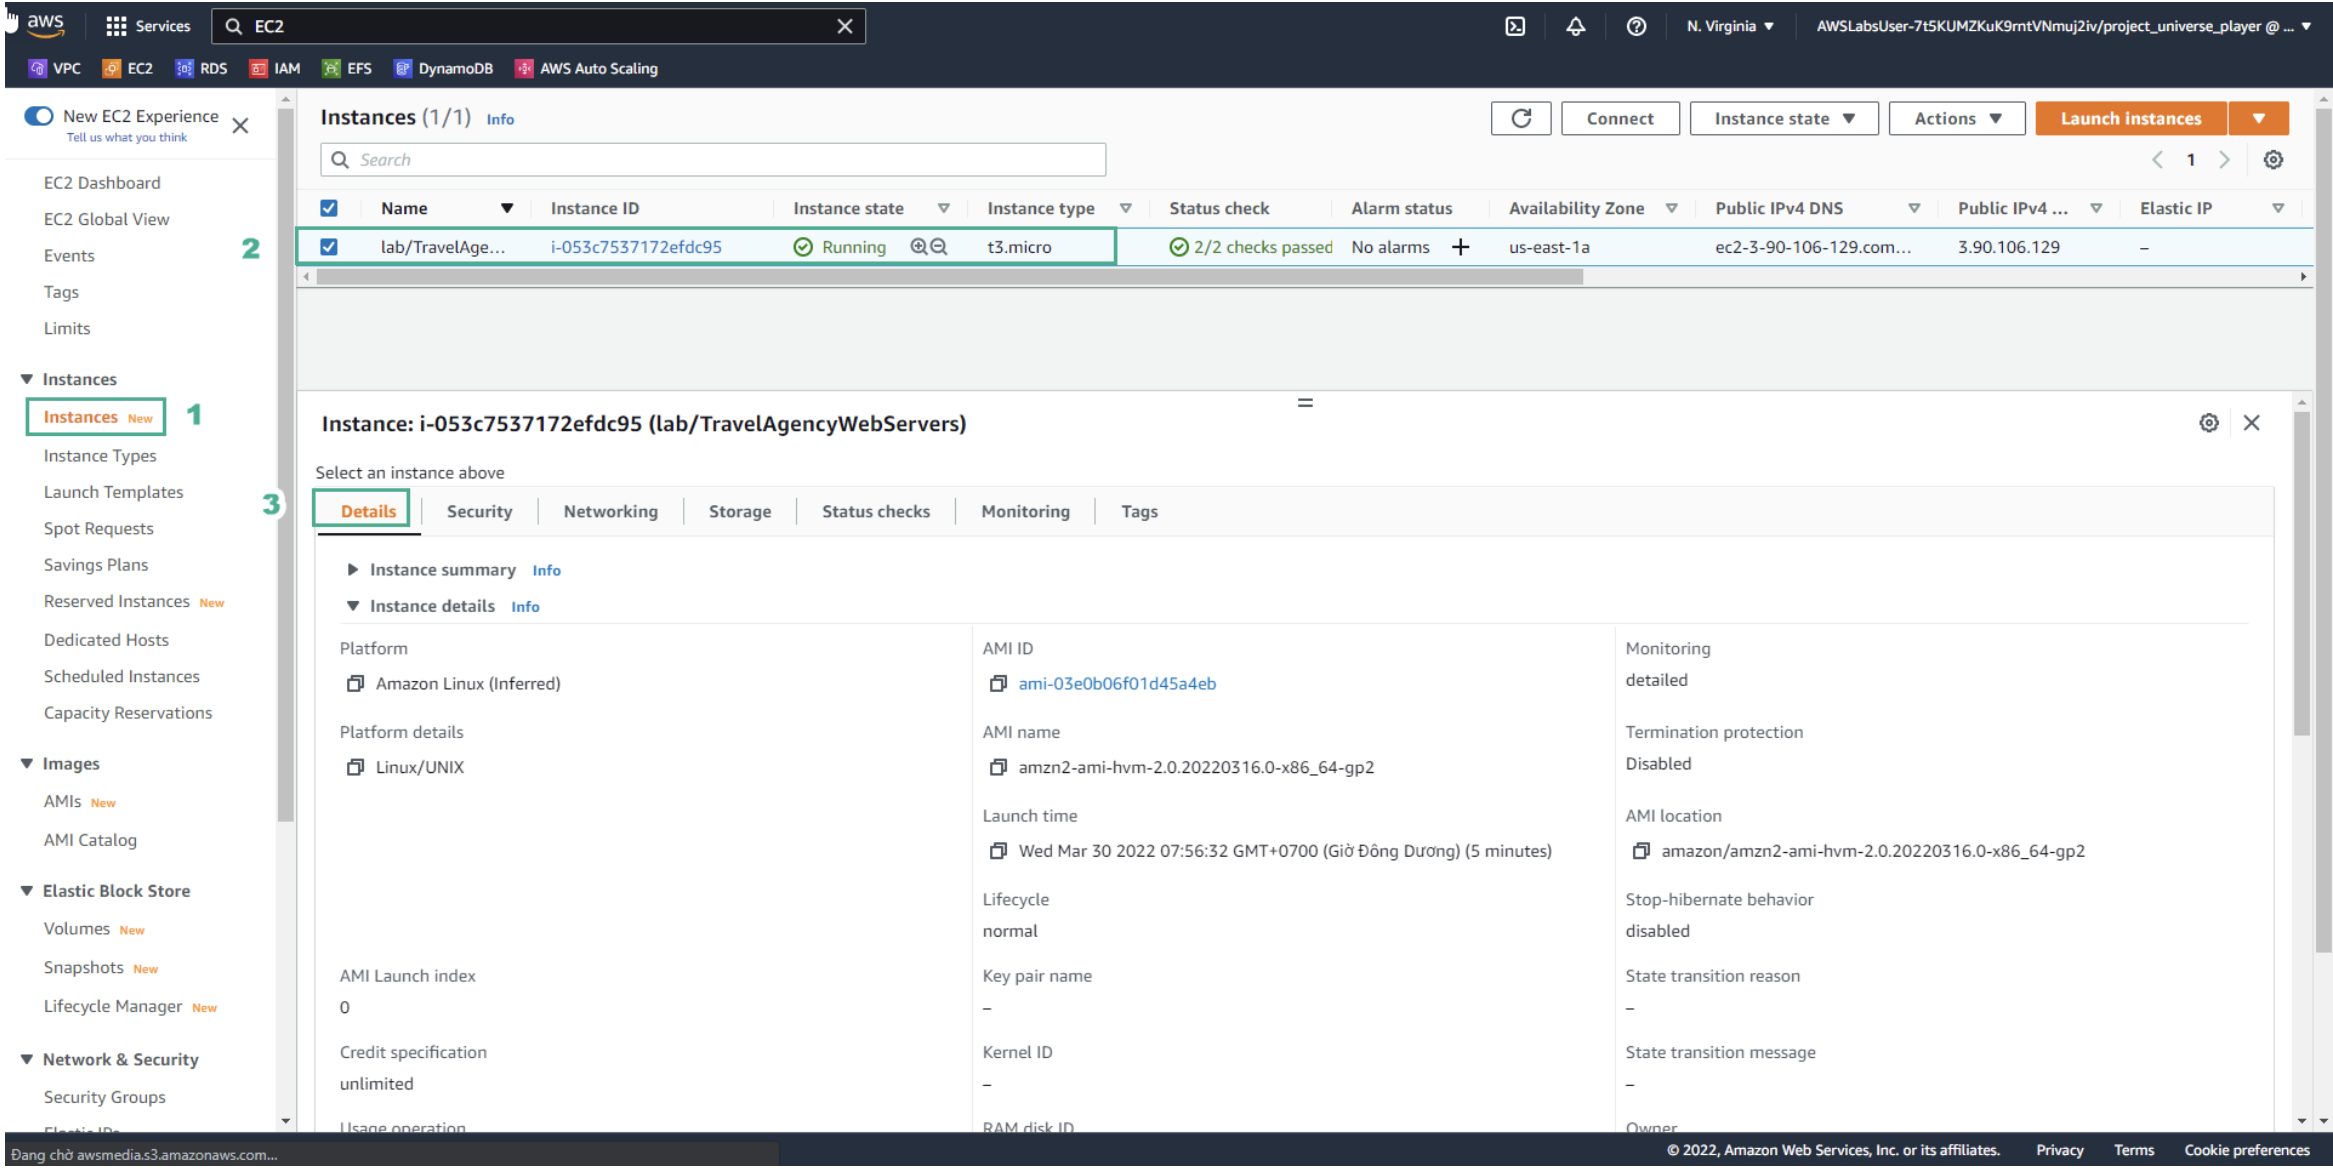 aws Services EC2 N. Virginia ▼ AWSLabsUser-7t5KUMZKuK9rntVNmuj2iv/project_universe_player @ ... ▼
VPC EC2 RDS IAM EFS DynamoDB AWS Auto Scaling
New EC2 Experience
Tell us what you think
EC2 Dashboard
EC2 Global View
Events
Tags
Limits
Instances
Instances New 1
Instance Types
Launch Templates
Spot Requests
Savings Plans
Reserved Instances New
Dedicated Hosts
Scheduled Instances
Capacity Reservations
Images
AMIs New
AMI Catalog
Elastic Block Store
Volumes New
Snapshots New
Lifecycle Manager New
Network & Security
Security Groups
Elastic IPs
Instances (1/1) Info Connect Instance state ▼ Actions ▼ Launch instances ▼
Search 1
Name Instance ID Instance state Instance type Status check Alarm status Availability Zone Public IPv4 DNS Public IPv4 ... Elastic IP
2 lab/TravelAge... i-053c7537172efdc95 Running t3.micro 2/2 checks passed No alarms + us-east-1a ec2-3-90-106-129.com... 3.90.106.129 –
Instance: i-053c7537172efdc95 (lab/TravelAgencyWebServers)
Select an instance above
3 Details Security Networking Storage Status checks Monitoring Tags
Instance summary Info
Instance details Info
Platform AMI ID Monitoring
Amazon Linux (Inferred) ami-03e0b06f01d45a4eb detailed
Platform details AMI name Termination protection
Linux/UNIX amzn2-ami-hvm-2.0.20220316.0-x86_64-gp2 Disabled
Launch time AMI location
Wed Mar 30 2022 07:56:32 GMT+0700 (Giờ Đông Dương) (5 minutes) amazon/amzn2-ami-hvm-2.0.20220316.0-x86_64-gp2
Lifecycle Stop-hibernate behavior
normal disabled
AMI Launch index Key pair name State transition reason
0 – –
Credit specification Kernel ID State transition message
unlimited – –
Usage operation RAM disk ID Owner
Đang chờ awsmedia.s3.amazonaws.com... © 2022, Amazon Web Services, Inc. or its affiliates. Privacy Terms Cookie preferences